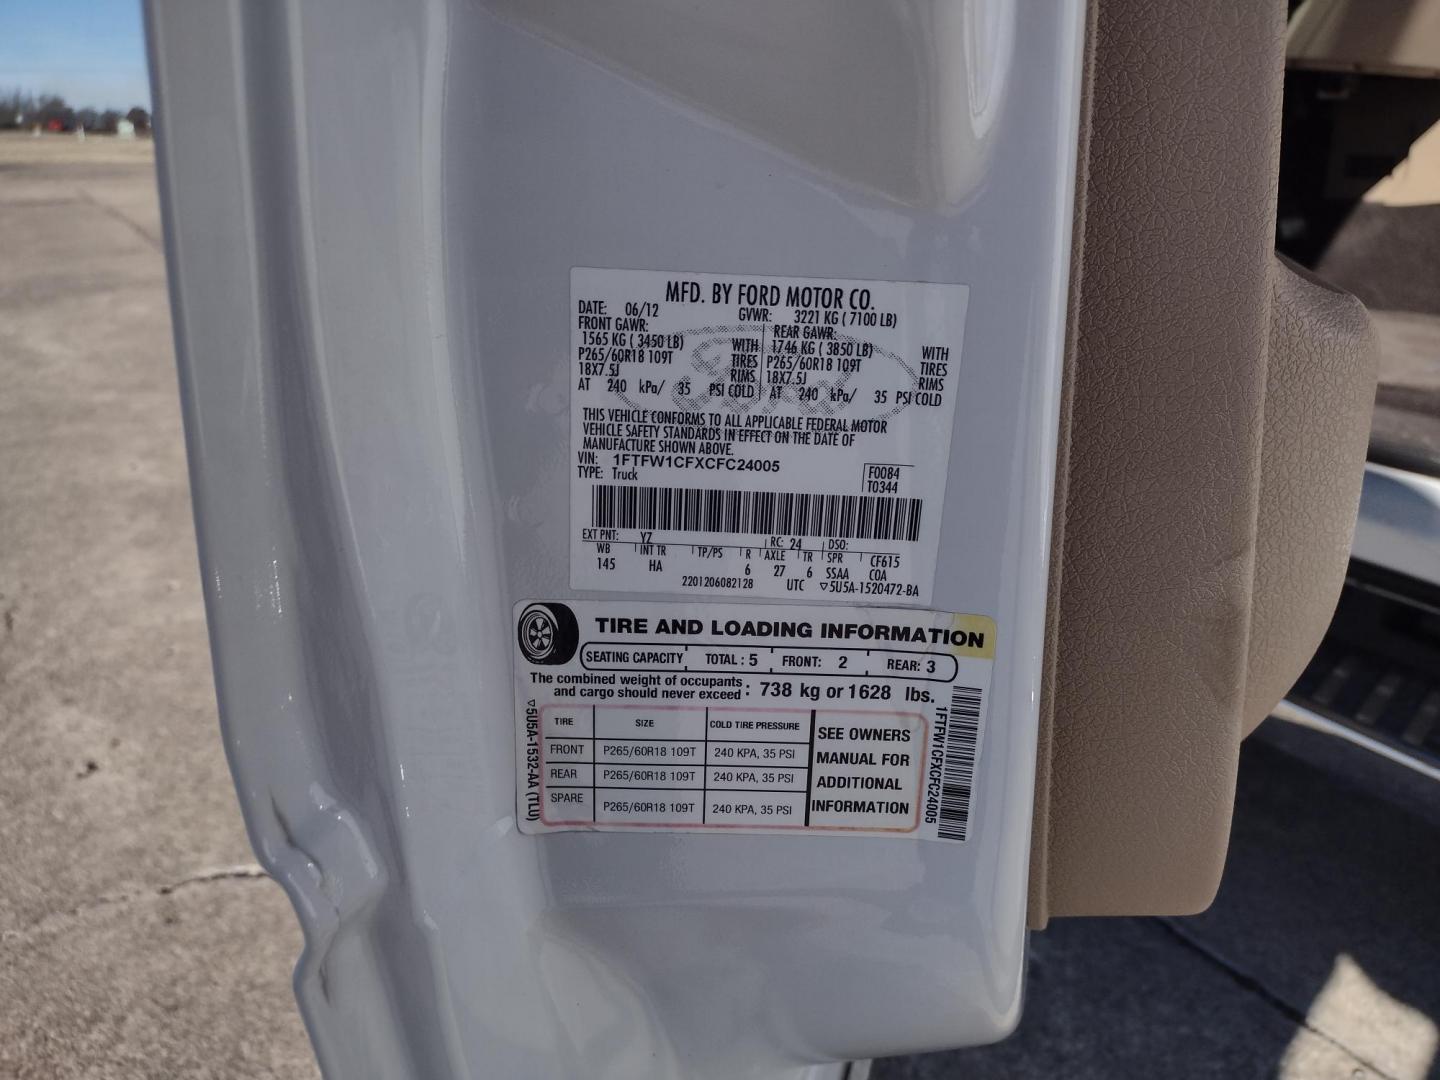 MFD. BY FORD MOTOR CO.
DATE: 06/12 GVWR: 3221 KG ( 7100 LB)
FRONT GAWR: REAR GAWR:
1565 KG ( 3450 LB) WITH 1746 KG ( 3850 LB) WITH
P265/60R18 109T TIRES P265/60R18 109T TIRES
18X7.5J RIMS 18X7.5J RIMS
AT 240 kPa/ 35 PSI COLD AT 240 kPa/ 35 PSI COLD
Ford
THIS VEHICLE CONFORMS TO ALL APPLICABLE FEDERAL MOTOR
VEHICLE SAFETY STANDARDS IN EFFECT ON THE DATE OF
MANUFACTURE SHOWN ABOVE.
VIN: 1FTFW1CFXCFC24005
TYPE: Truck
F0084
T0344
EXT PNT: YZ RC: 24 DSO:
WB INT TR TP/PS R AXLE TR SPR CF615
145 HA 6 27 6 SSAA COA
2201206082128 UTC ▽5U5A-1520472-BA
TIRE AND LOADING INFORMATION
SEATING CAPACITY TOTAL : 5 FRONT: 2 REAR: 3
The combined weight of occupants
and cargo should never exceed : 738 kg or 1628 lbs.
TIRE SIZE COLD TIRE PRESSURE
FRONT P265/60R18 109T 240 KPA, 35 PSI
REAR P265/60R18 109T 240 KPA, 35 PSI
SPARE P265/60R18 109T 240 KPA, 35 PSI
SEE OWNERS
MANUAL FOR
ADDITIONAL
INFORMATION
▽5U5A-1532-AA (TLU)
1FTFW1CFXCFC24005